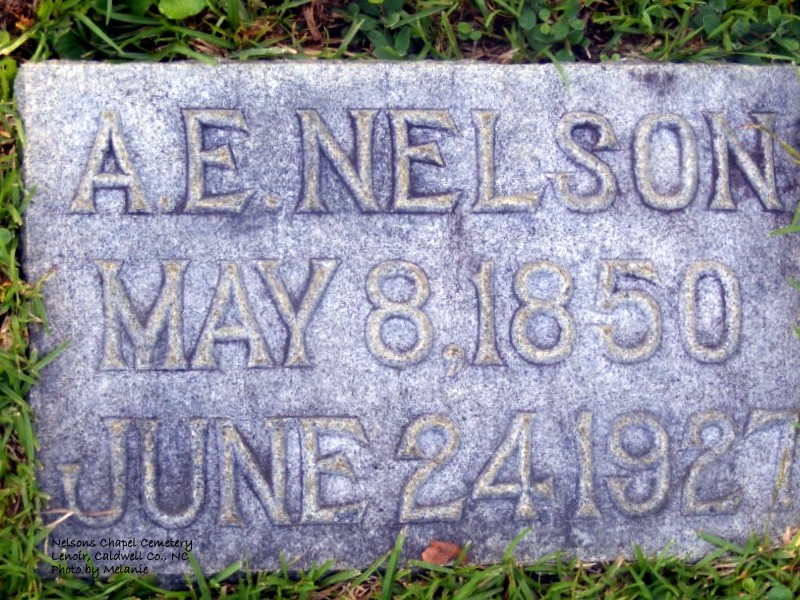 A.E. NELSON
MAY 8, 1850
JUNE 24 1927
Nelsons Chapel Cemetery
Lenoir, Caldwell Co., NC
Photo by Melanie